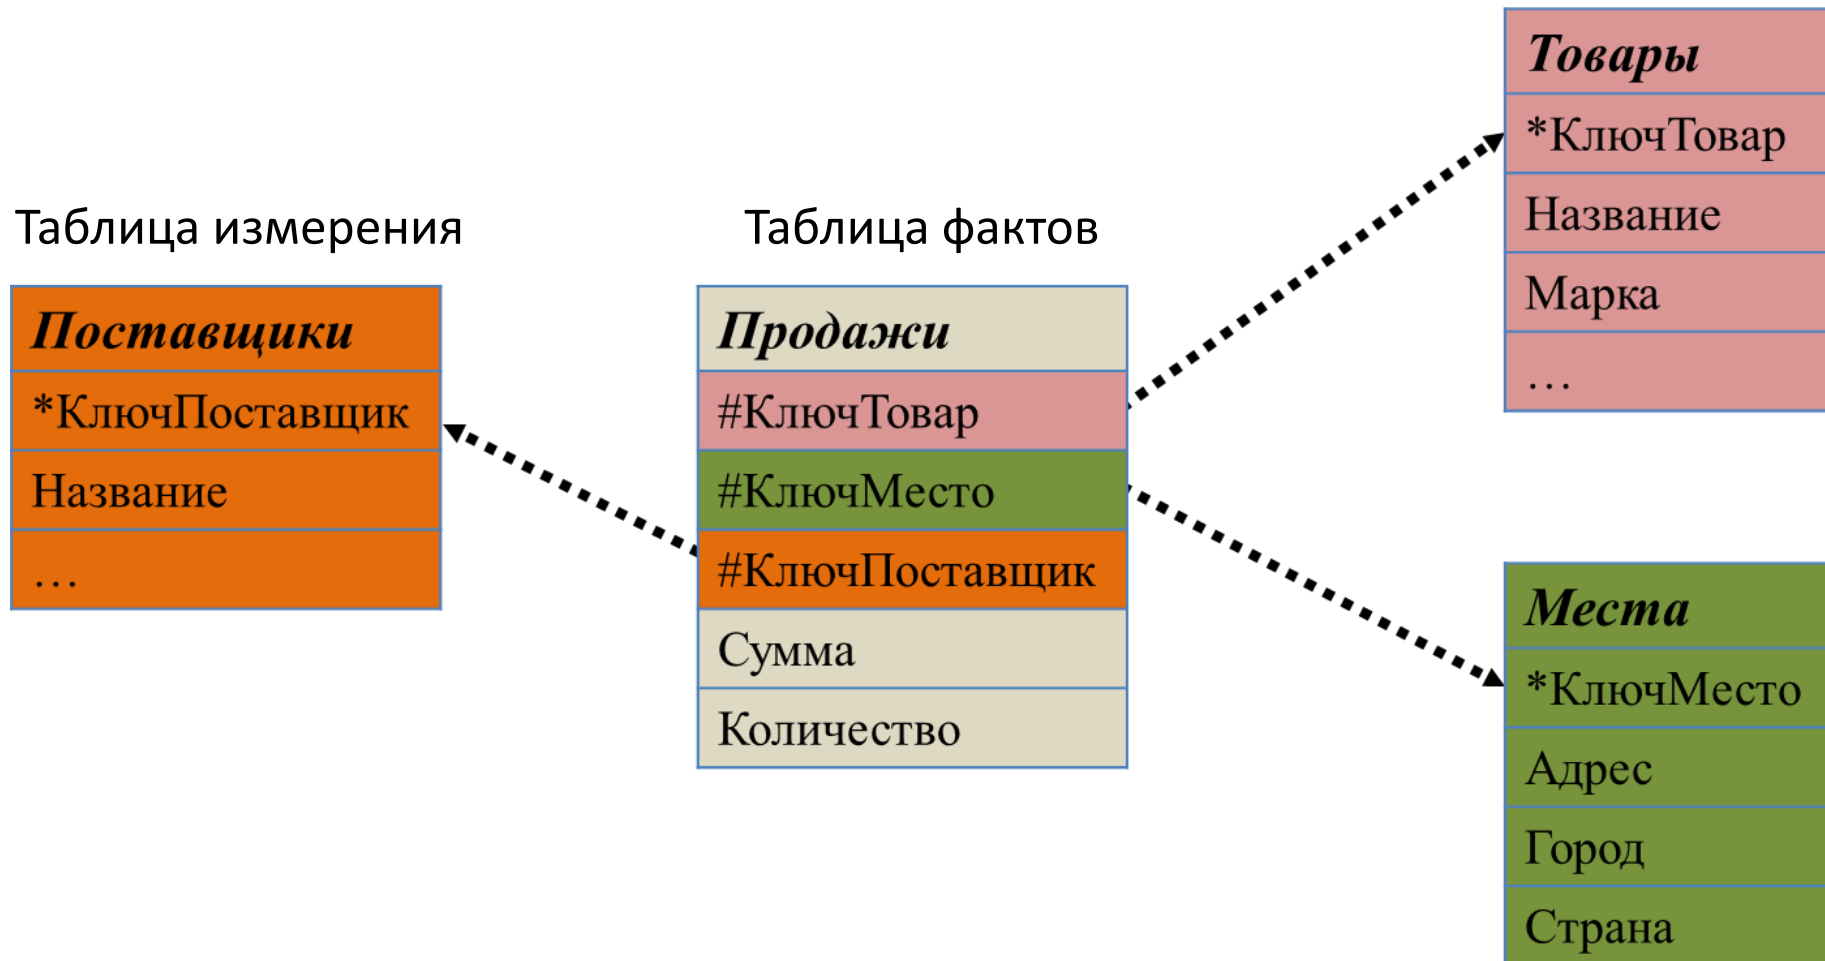 Таблица измерения
Поставщики
*КлючПоставщик
Название
…
Таблица фактов
Продажи
#КлючТовар
#КлючМесто
#КлючПоставщик
Сумма
Количество
Товары
*КлючТовар
Название
Марка
…
Места
*КлючМесто
Адрес
Город
Страна